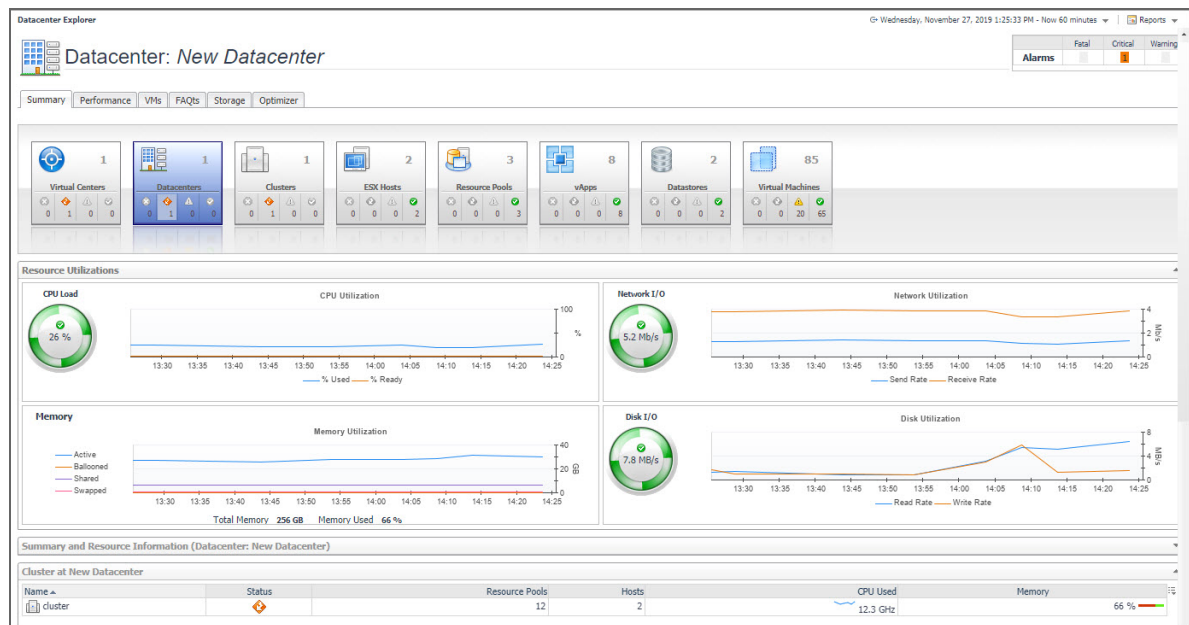 Datacenter Explorer
Wednesday, November 27, 2019 1:25:33 PM - Now 60 minutes
Reports
Datacenter: New Datacenter
Fatal Critical Warning
Alarms 1
Summary Performance VMs FAQts Storage Optimizer
1 1 1 2 3 8 2 85
Virtual Centers Datacenters Clusters ESX Hosts Resource Pools vApps Datastores Virtual Machines
0 1 0 0 0 1 0 0 0 1 0 0 0 0 0 2 0 0 0 3 0 0 0 8 0 0 0 2 0 0 20 65
Resource Utilizations
CPU Load
26 %
CPU Utilization
100
%
0
13:30 13:35 13:40 13:45 13:50 13:55 14:00 14:05 14:10 14:15 14:20 14:25
% Used % Ready
Network I/O
5.2 Mb/s
Network Utilization
4
2
0
Mb/s
13:30 13:35 13:40 13:45 13:50 13:55 14:00 14:05 14:10 14:15 14:20 14:25
Send Rate Receive Rate
Memory
Memory Utilization
Active
Ballooned
Shared
Swapped
40
20
0
GB
13:30 13:35 13:40 13:45 13:50 13:55 14:00 14:05 14:10 14:15 14:20 14:25
Total Memory 256 GB Memory Used 66 %
Disk I/O
7.8 MB/s
Disk Utilization
8
4
0
MB/s
13:30 13:35 13:40 13:45 13:50 13:55 14:00 14:05 14:10 14:15 14:20 14:25
Read Rate Write Rate
Summary and Resource Information (Datacenter: New Datacenter)
Cluster at New Datacenter
Name Status Resource Pools Hosts CPU Used Memory
cluster 12 2 12.3 GHz 66 %